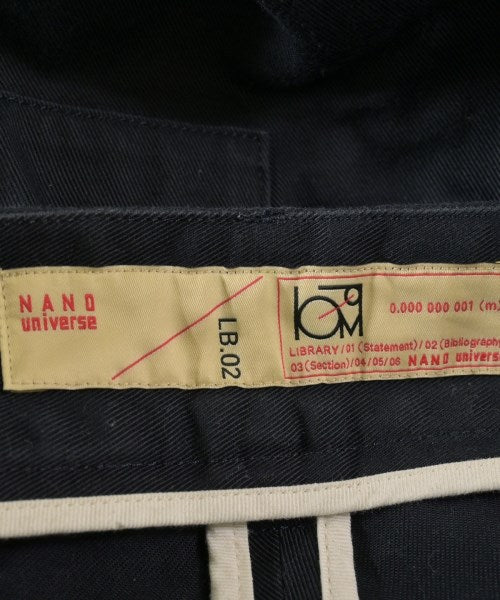 NANO
universe
LB.02
0.000 000 001 (m)
LIBRARY/01 (Statement)/02 (Bibliography
03(Section)/04/05/06 NANO universe